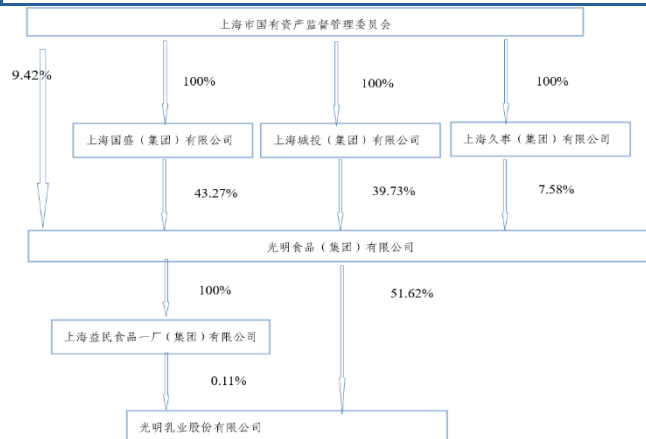 上海市国有资产监督管理委员会
9.42%
100%
100%
100%
上海国盛（集团）有限公司
上海城投（集团）有限公司
上海久事（集团）有限公司
43.27%
39.73%
7.58%
光明食品（集团）有限公司
100%
51.62%
上海益民食品一厂（集团）有限公司
0.11%
光明乳业股份有限公司